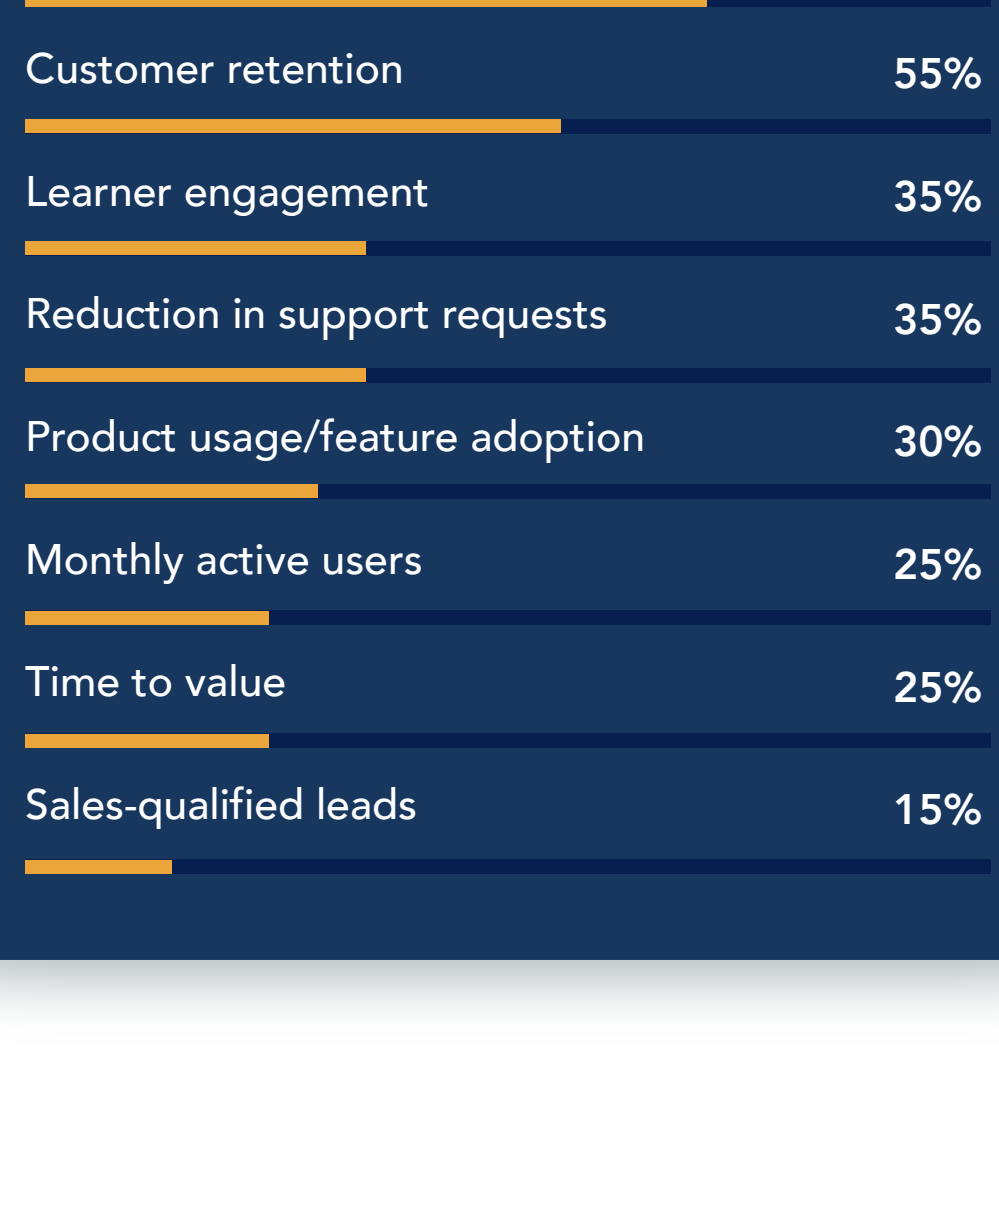 Customer retention 55%
Learner engagement 35%
Reduction in support requests 35%
Product usage/feature adoption 30%
Monthly active users 25%
Time to value 25%
Sales-qualified leads 15%